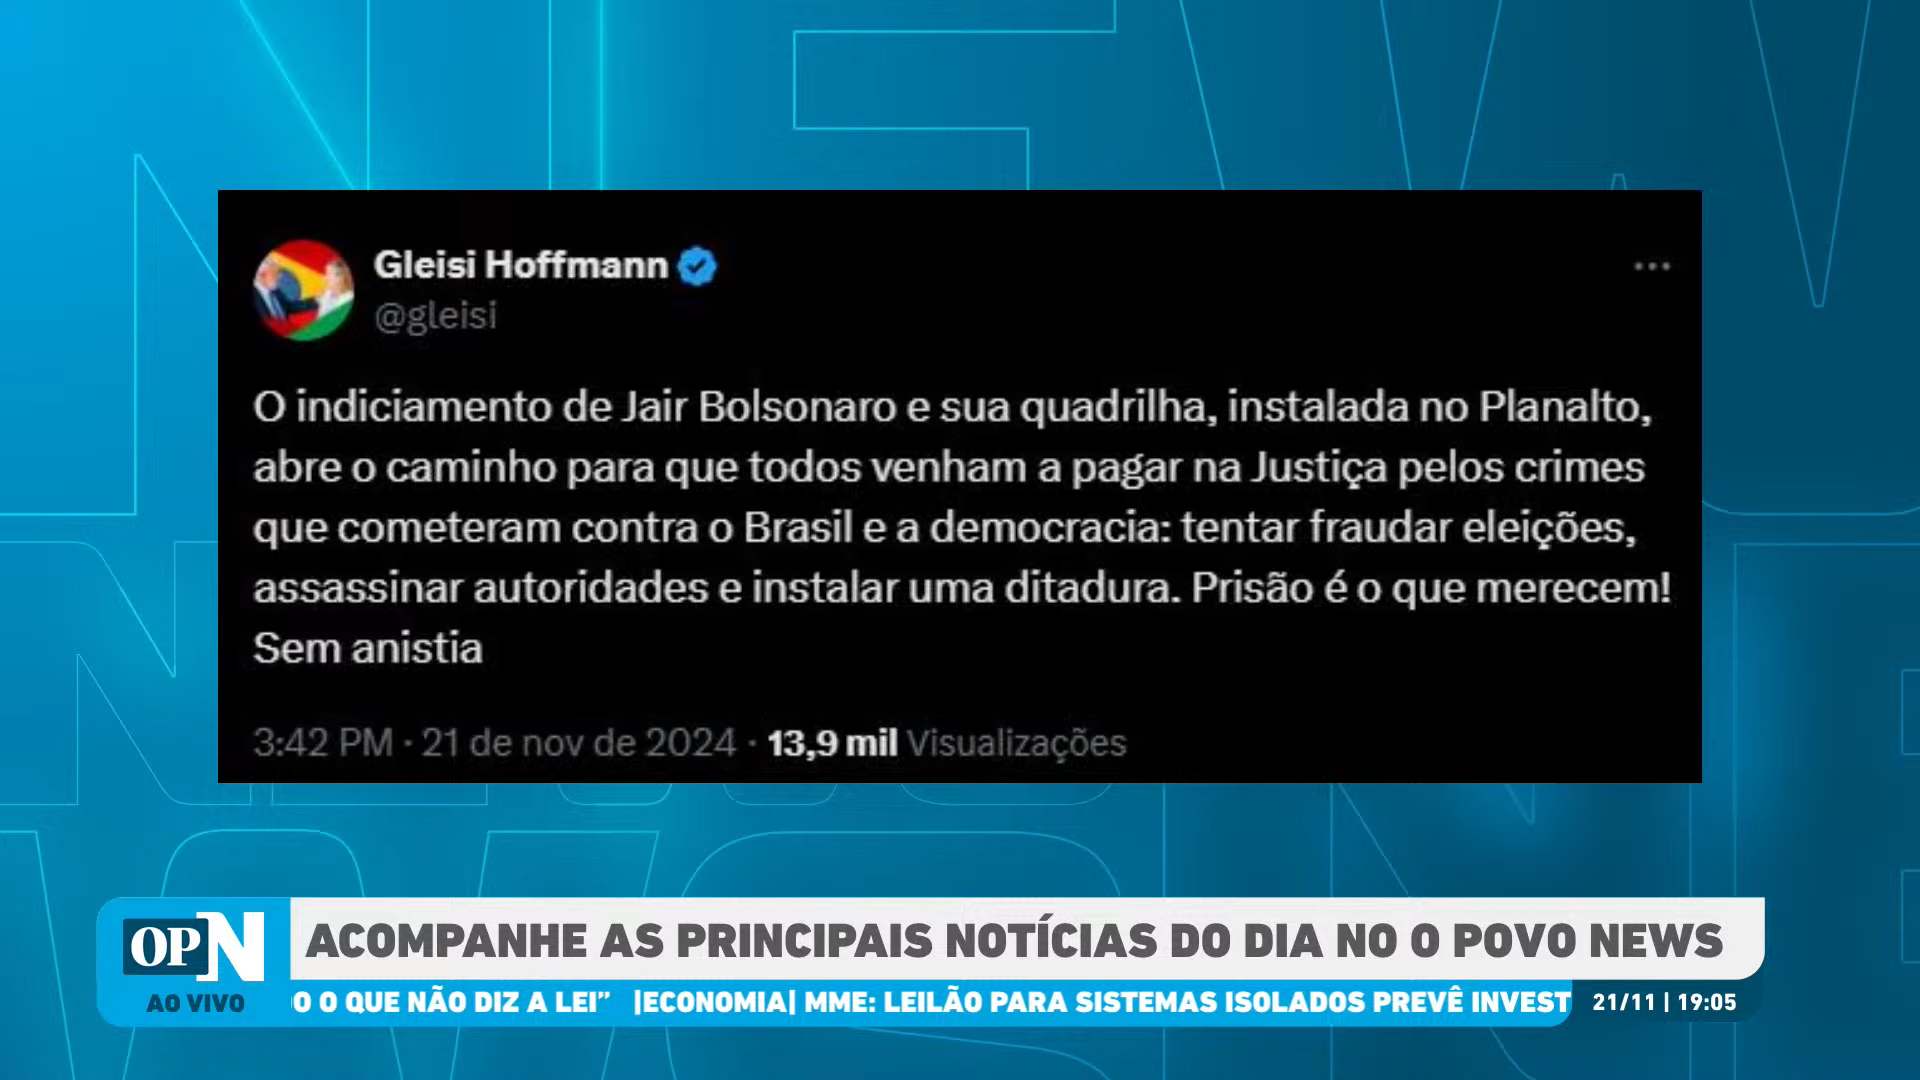 Gleisi Hoffmann
@gleisi
O indiciamento de Jair Bolsonaro e sua quadrilha, instalada no Planalto,
abre o caminho para que todos venham a pagar na Justiça pelos crimes
que cometeram contra o Brasil e a democracia: tentar fraudar eleições,
assassinar autoridades e instalar uma ditadura. Prisão é o que merecem!
Sem anistia
3:42 PM · 21 de nov de 2024 · 13,9 mil Visualizações
OPN ACOMPANHE AS PRINCIPAIS NOTÍCIAS DO DIA NO O POVO NEWS
AO VIVO O O QUE NÃO DIZ A LEI” |ECONOMIA| MME: LEILÃO PARA SISTEMAS ISOLADOS PREVÊ INVEST 21/11 | 19:05